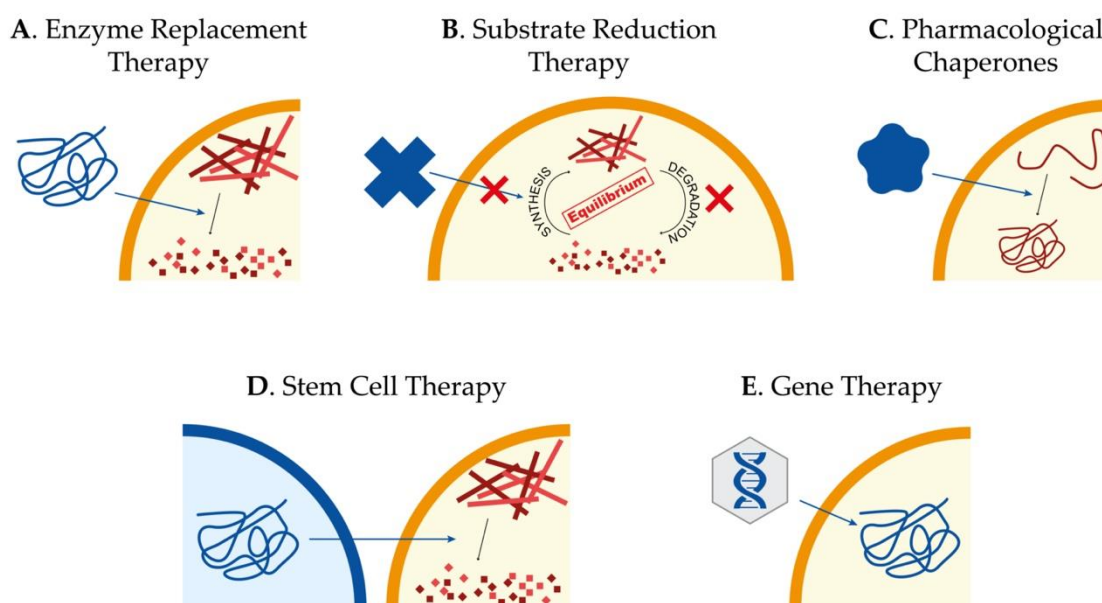 A. Enzyme Replacement
Therapy
B. Substrate Reduction
Therapy
C. Pharmacological
Chaperones
SYNTHESIS
Equilibrium
DEGRADATION
D. Stem Cell Therapy
E. Gene Therapy